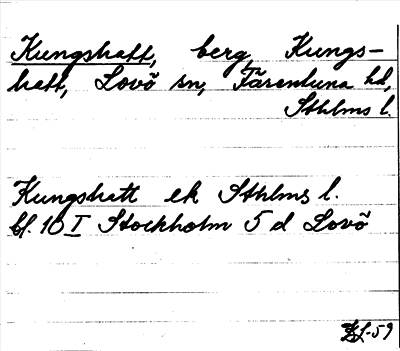 Kungshatt, berg, Kungs-
hatt, Lovö sn, Färentuna hd,
Sthlms l.
Kungshatt ek Sthlms l.
bl. 10 I Stockholm 5 d Lovö